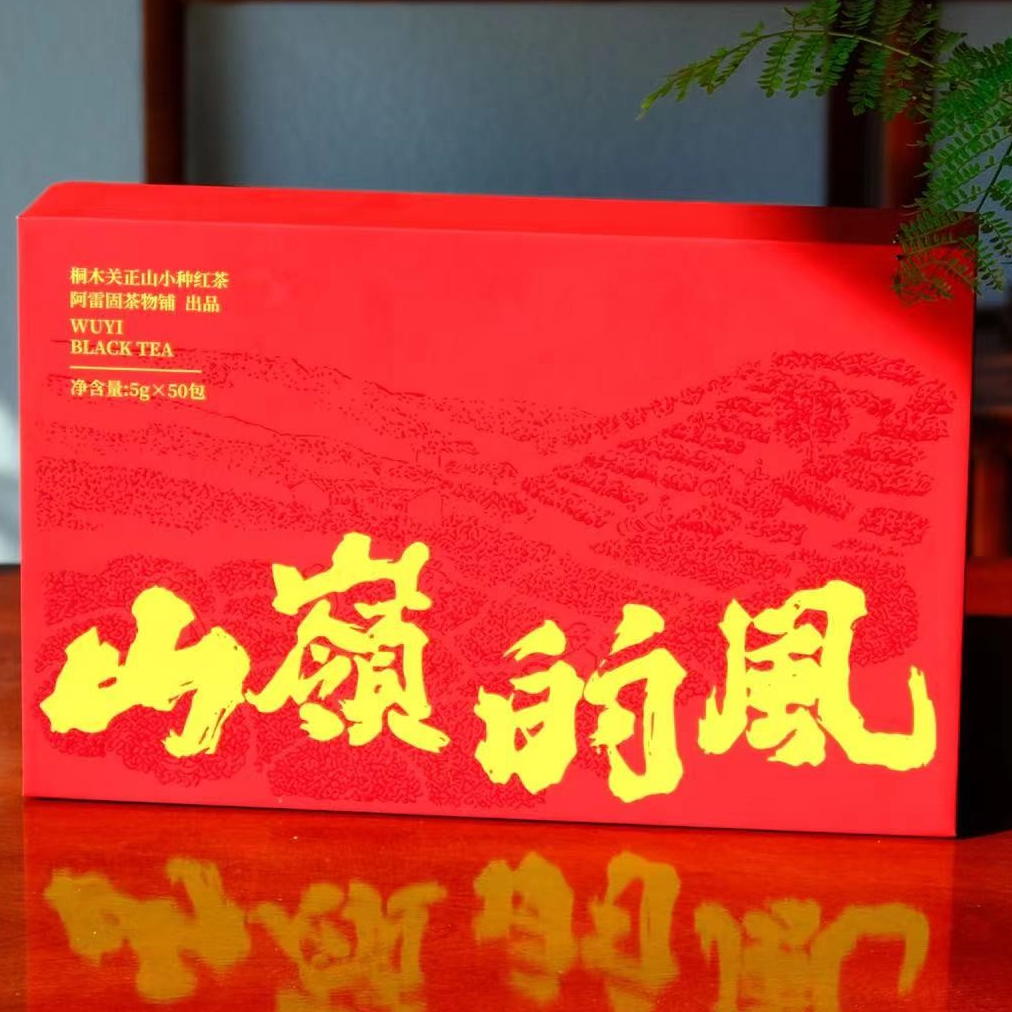 桐木关正山小种红茶
阿雷固茶物铺 出品
WUYI
BLACK TEA
净含量:5g×50包
山嶺的風